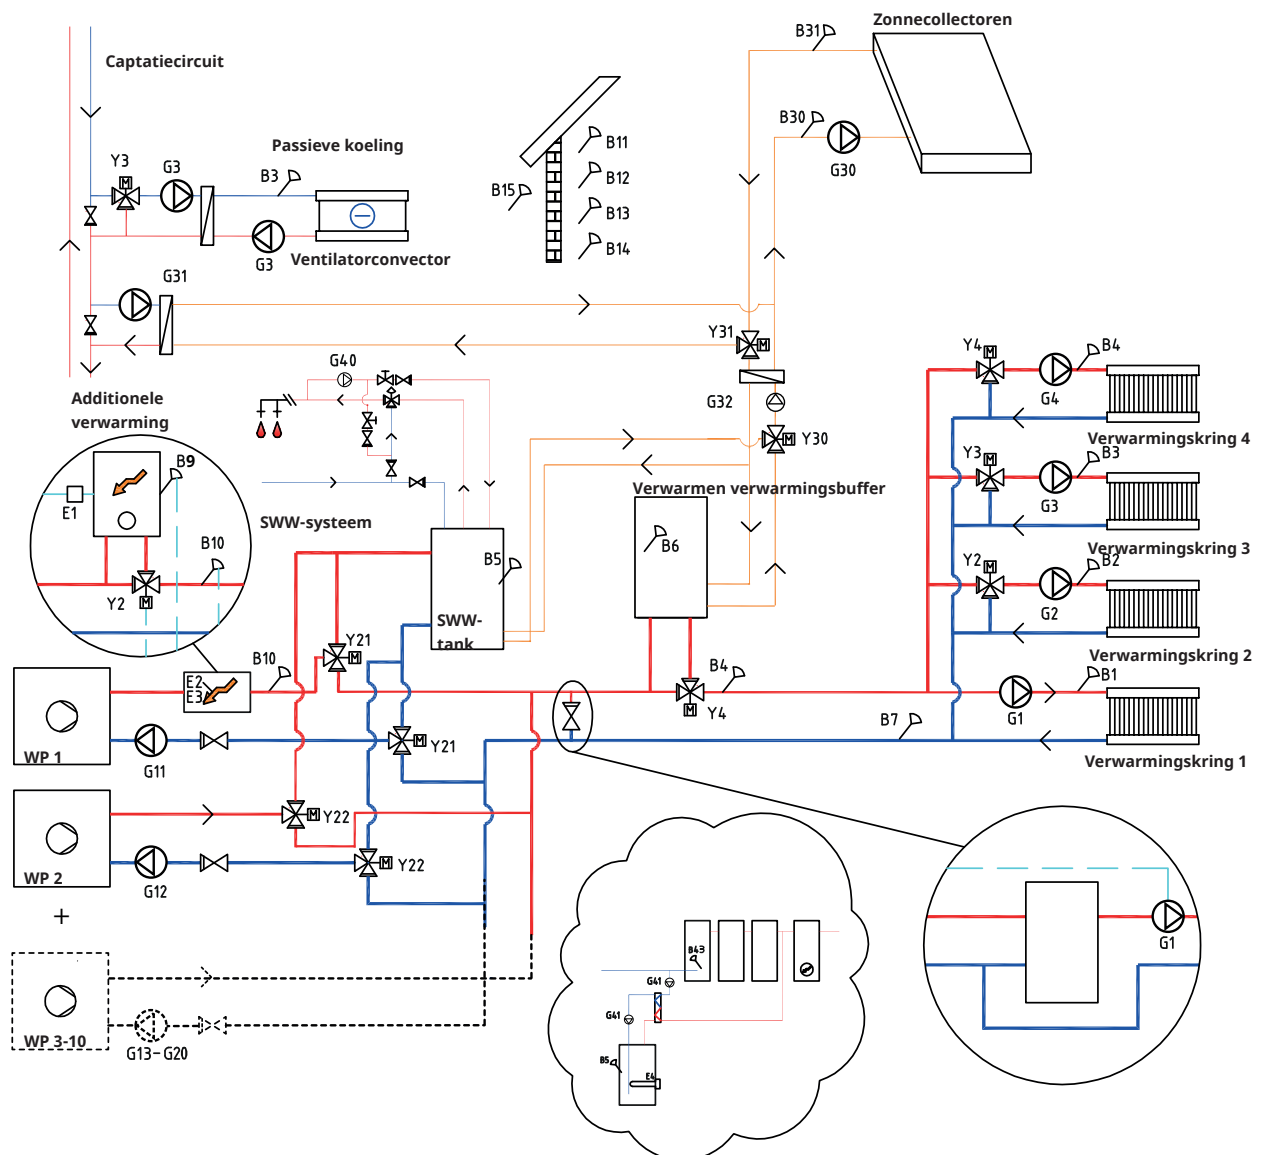 Zonnecollectoren
B31
Captatiecircuit
B30
G30
Passieve koeling
Y3
G3
B3
B11
B12
B15
B13
B14
G3
Ventilatorconvector
G31
Y31
Y4
B4
G40
G4
Additionele
verwarming
G32
Y30
Verwarmingskring 4
B9
Y3
B3
E1
Verwarmen verwarmingsbuffer
G3
SWW-systeem
B10
B6
Verwarmingskring 3
B5
Y2
B2
Y2
G2
SWW-
tank
Y21
Verwarmingskring 2
B10
B4
B1
E2
E3
Y4
G1
B7
Y21
WP 1
G11
Verwarmingskring 1
Y22
Y22
WP 2
G12
+
B43
G1
G41
G41
WP 3-10
G13-G20
B5
E4